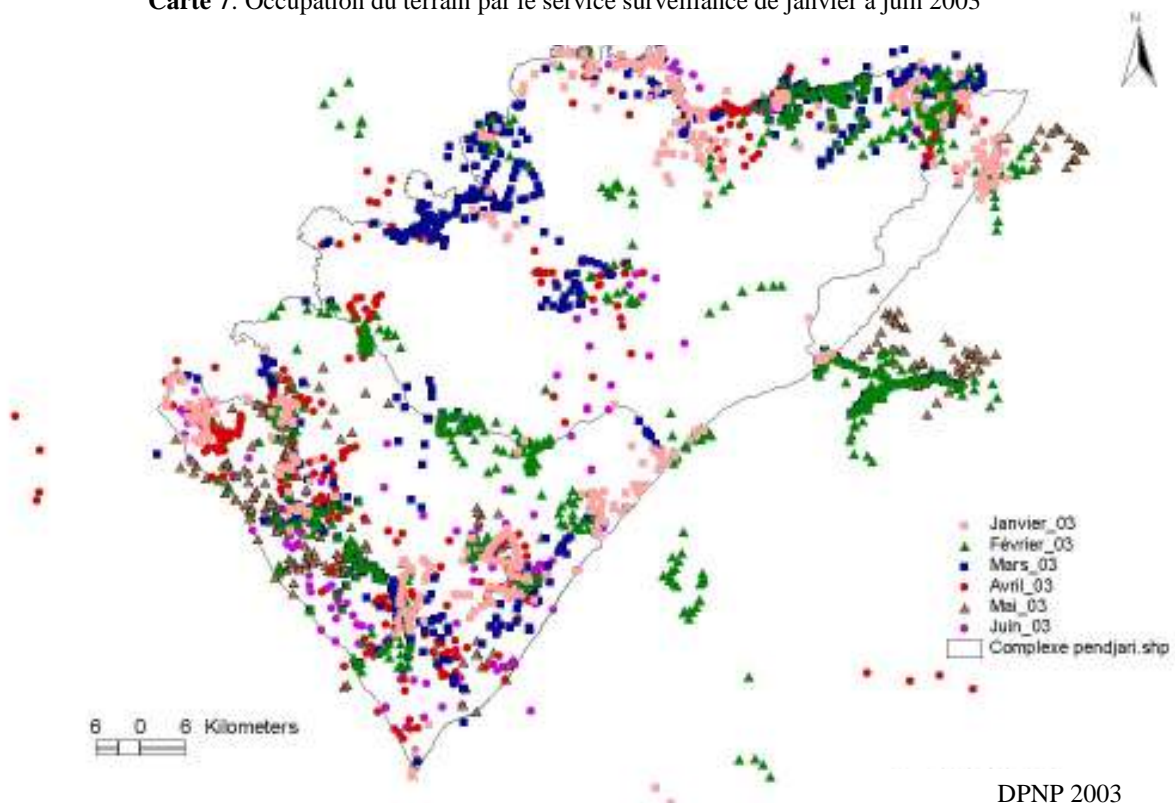 Carte 7: Occupation du terrain par le service surveillance de janvier à juin 2003
N
Janvier_03
Février_03
Mars_03
Avril_03
Mai_03
Juin_03
Complexe pendjari.shp
6 0 6 Kilometers
DPNP 2003